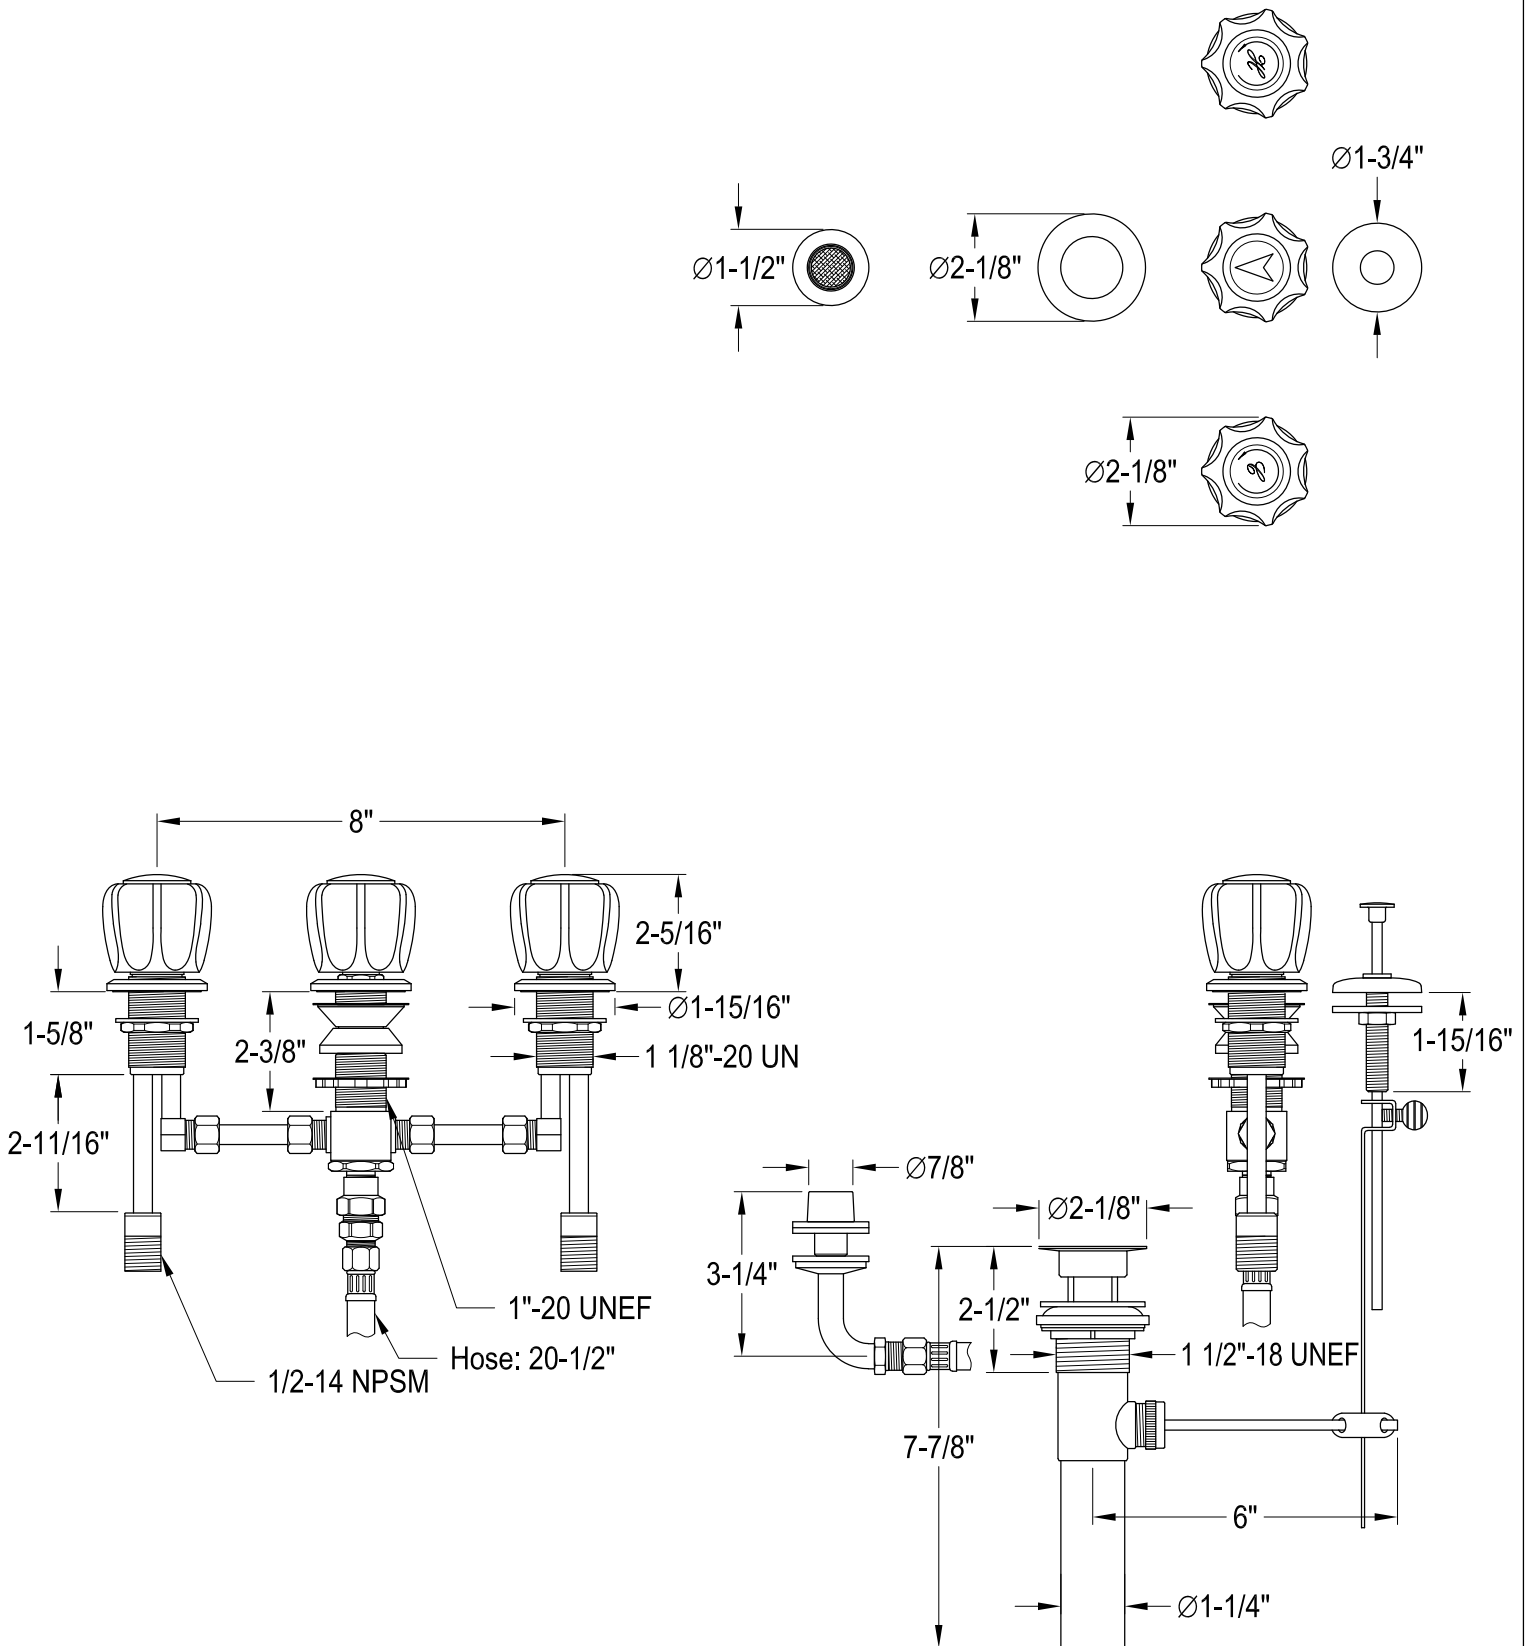 H
Ø1-3/4"
Ø1-1/2"
Ø2-1/8"
Ø2-1/8"
C
8"
2-5/16"
Ø1-15/16"
1-5/8"
2-3/8"
1 1/8"-20 UN
1-15/16"
2-11/16"
Ø7/8"
Ø2-1/8"
3-1/4"
2-1/2"
1"-20 UNEF
Hose: 20-1/2"
1 1/2"-18 UNEF
1/2-14 NPSM
7-7/8"
6"
Ø1-1/4"